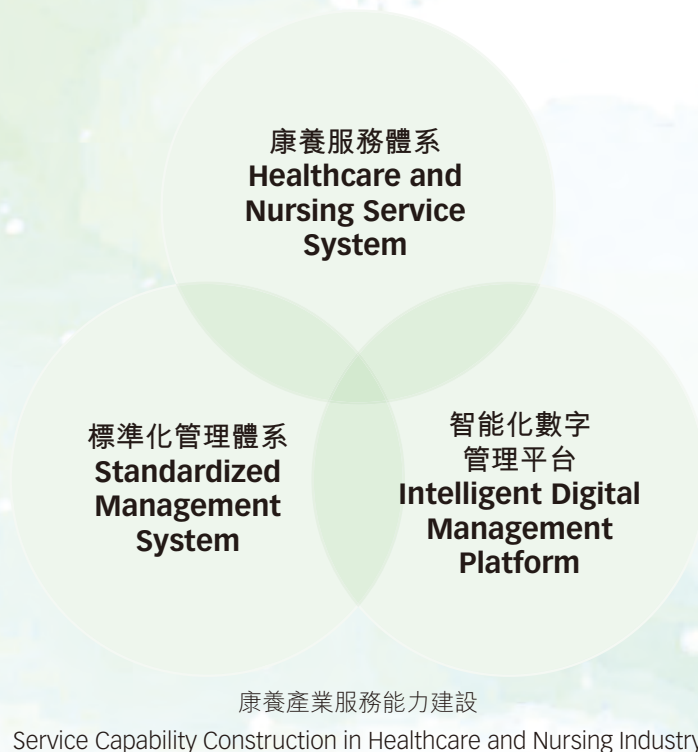 康養服務體系
Healthcare and
Nursing Service
System
標準化管理體系
Standardized
Management
System
智能化數字
管理平台
Intelligent Digital
Management
Platform
康養產業服務能力建設
Service Capability Construction in Healthcare and Nursing Industry